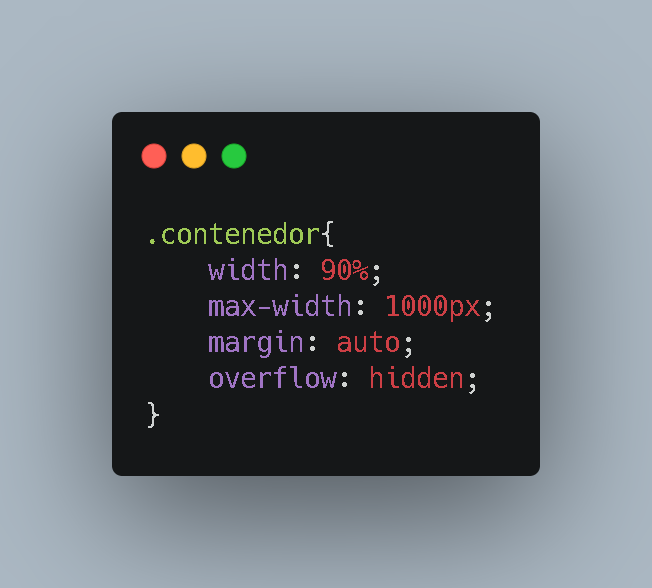 .contenedor{
    width: 90%;
    max-width: 1000px;
    margin: auto;
    overflow: hidden;
}